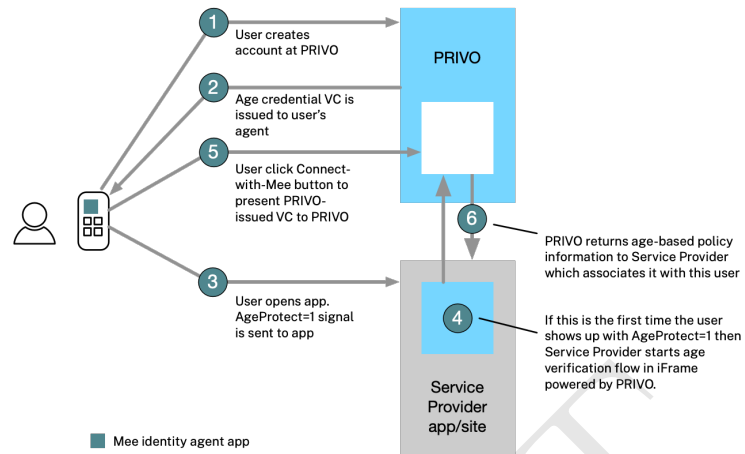 1
User creates
account at PRIVO
PRIVO
2
Age credential VC is
issued to user's
agent
5
User click Connect-
with-Mee button to
present PRIVO-
issued VC to PRIVO
6
PRIVO returns age-based policy
information to Service Provider
which associates it with this user
3
User opens app.
AgeProtect=1 signal
is sent to app
4
If this is the first time the user
shows up with AgeProtect=1 then
Service Provider starts age
verification flow in iFrame
powered by PRIVO.
Service
Provider
app/site
Mee identity agent app